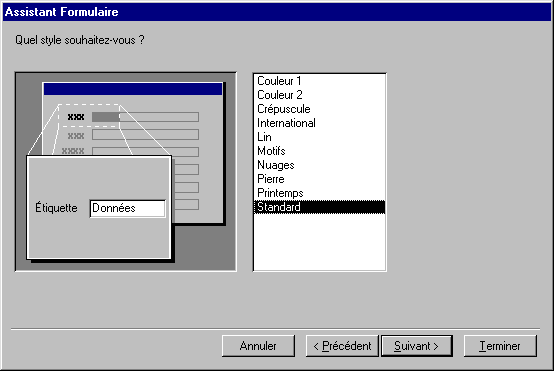 Assistant Formulaire
Quel style souhaitez-vous ?
xxx
xxx
xxxx
Étiquette Données
Couleur 1
Couleur 2
Crépuscule
International
Lin
Motifs
Nuages
Pierre
Printemps
Standard
Annuler < Précédent Suivant > Terminer